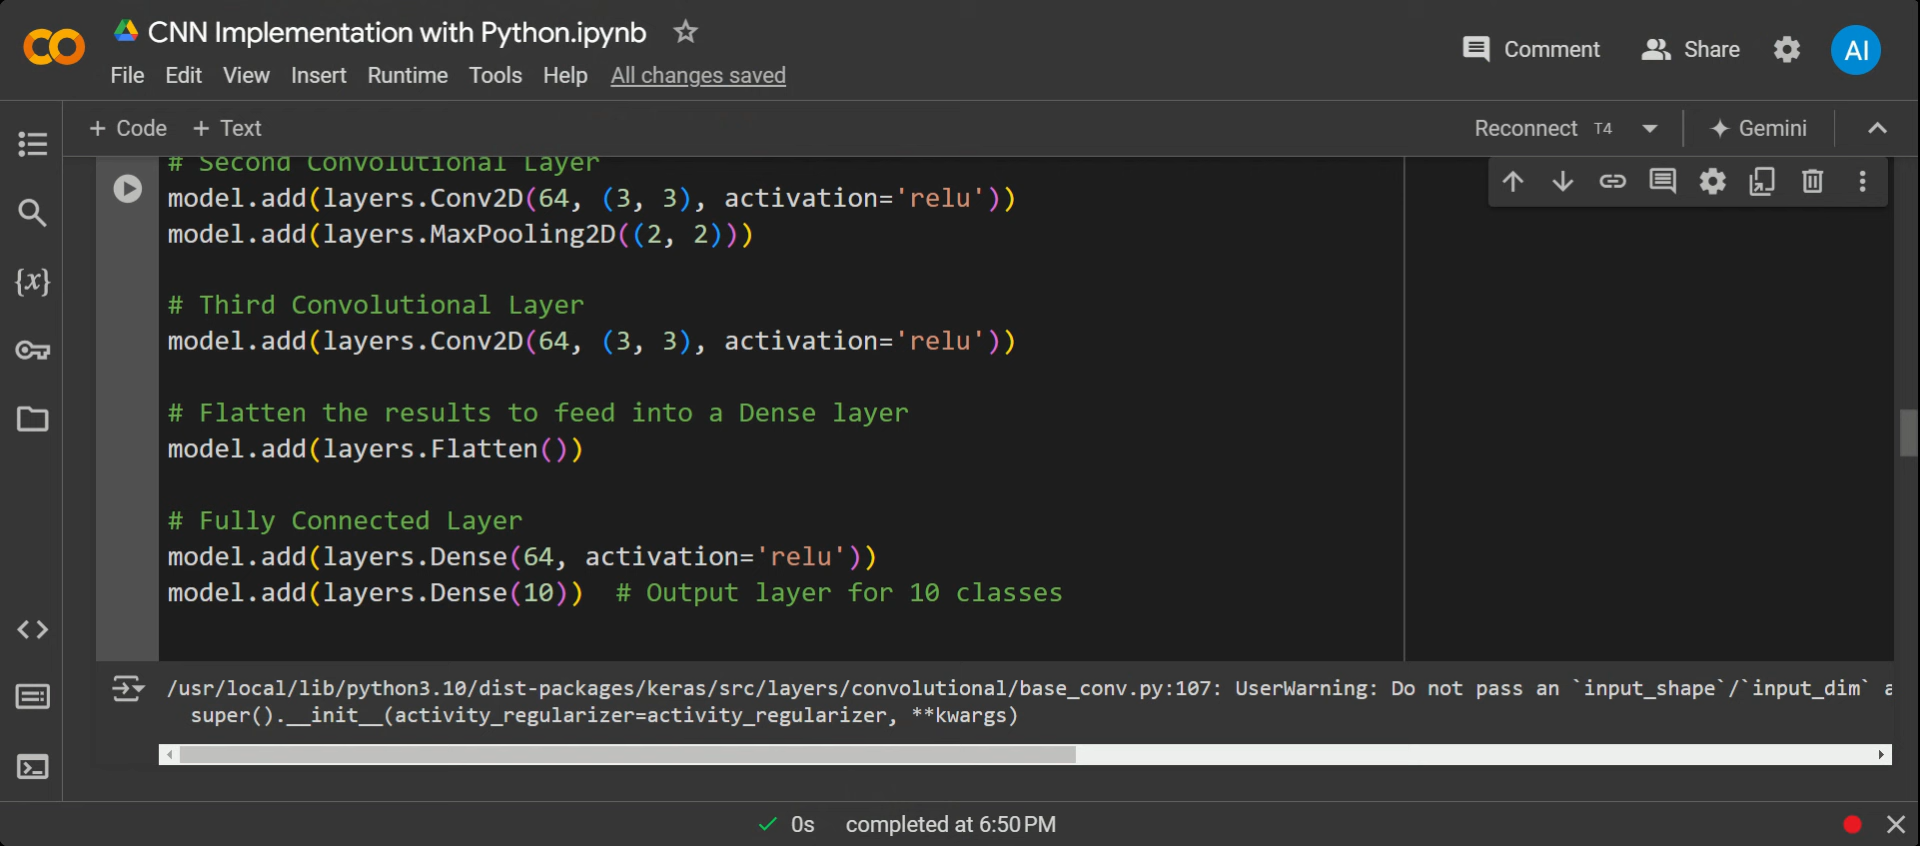 CNN Implementation with Python.ipynb
File Edit View Insert Runtime Tools Help All changes saved
Comment Share AI
+ Code + Text
Reconnect T4 Gemini
# Second Convolutional Layer
model.add(layers.Conv2D(64, (3, 3), activation='relu'))
model.add(layers.MaxPooling2D((2, 2)))
# Third Convolutional Layer
model.add(layers.Conv2D(64, (3, 3), activation='relu'))
# Flatten the results to feed into a Dense layer
model.add(layers.Flatten())
# Fully Connected Layer
model.add(layers.Dense(64, activation='relu'))
model.add(layers.Dense(10))  # Output layer for 10 classes
/usr/local/lib/python3.10/dist-packages/keras/src/layers/convolutional/base_conv.py:107: UserWarning: Do not pass an `input_shape`/`input_dim` a
super().__init__(activity_regularizer=activity_regularizer, **kwargs)
0s completed at 6:50 PM